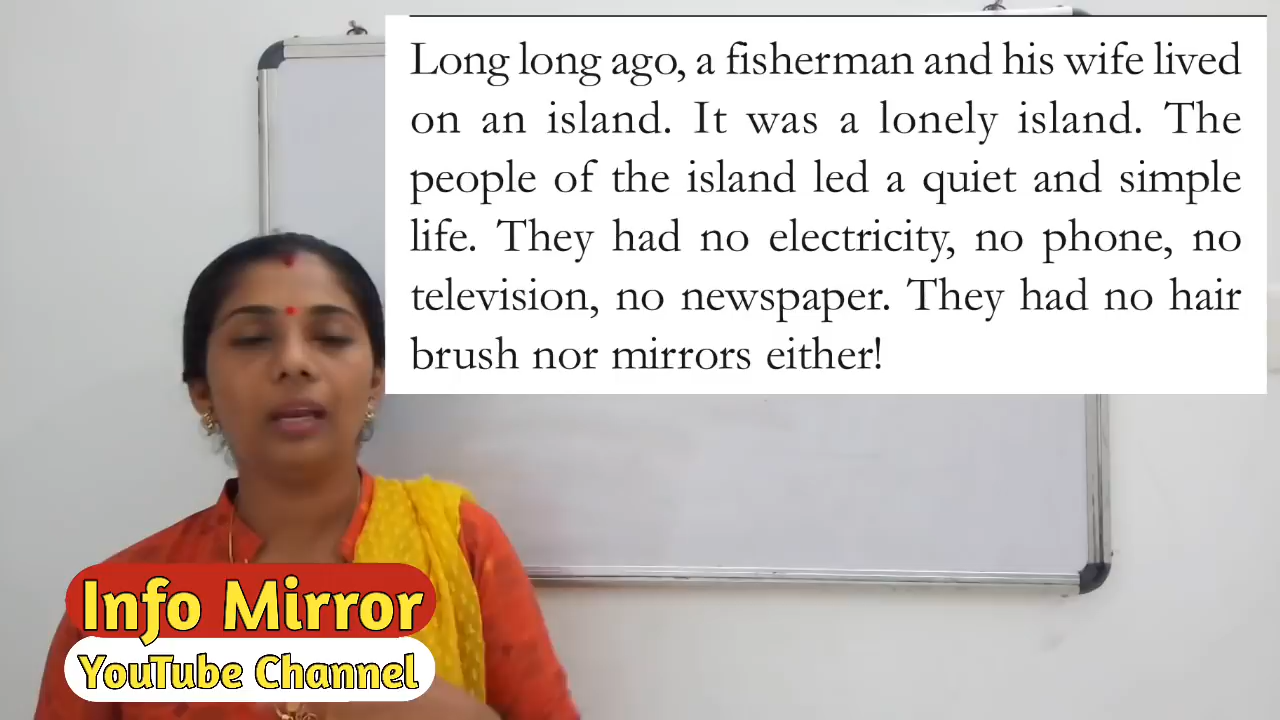 Long long ago, a fisherman and his wife lived
on an island. It was a lonely island. The
people of the island led a quiet and simple
life. They had no electricity, no phone, no
television, no newspaper. They had no hair
brush nor mirrors either!
Info Mirror
YouTube Channel